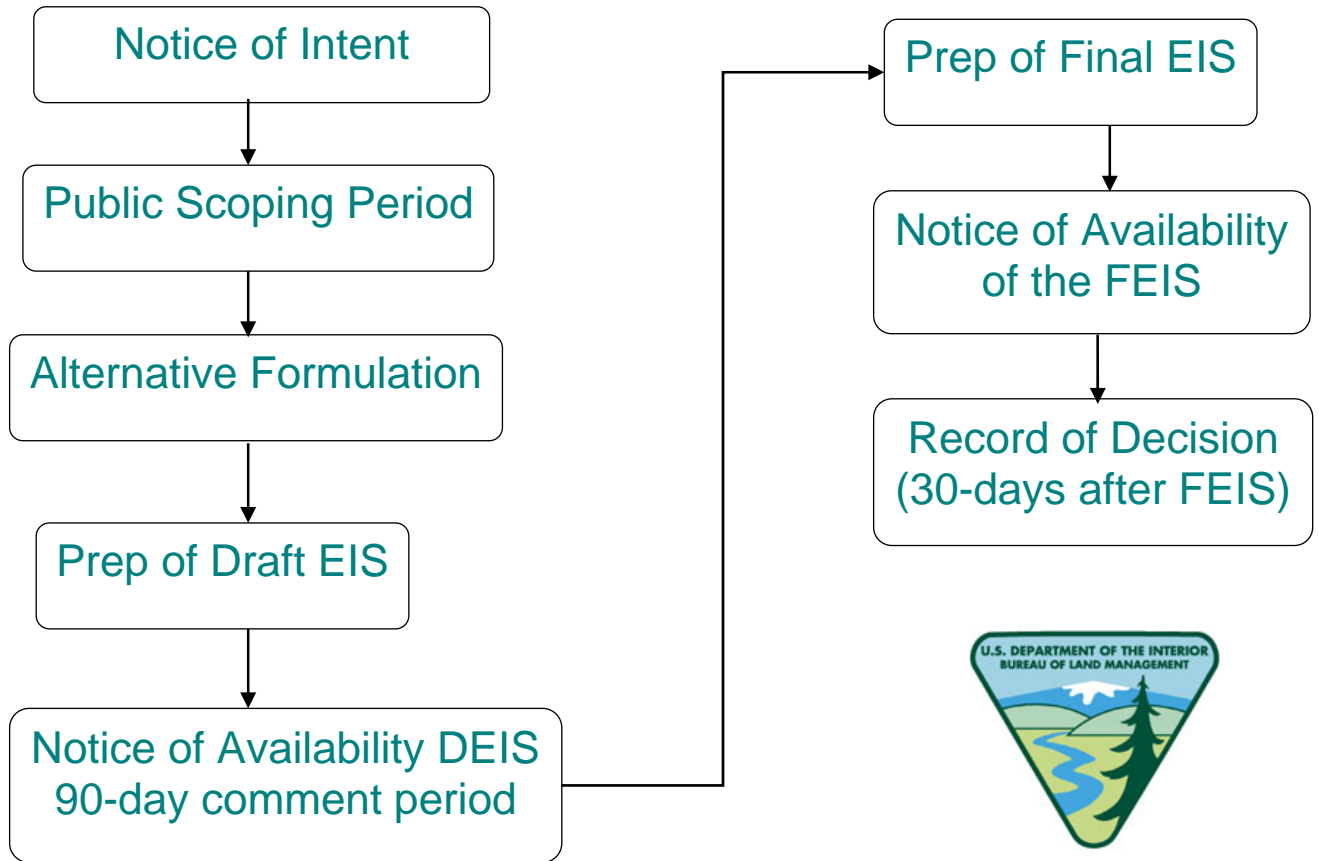 Notice of Intent
Public Scoping Period
Alternative Formulation
Prep of Draft EIS
Notice of Availability DEIS
90-day comment period
Prep of Final EIS
Notice of Availability
of the FEIS
Record of Decision
(30-days after FEIS)
U.S. DEPARTMENT OF THE INTERIOR
BUREAU OF LAND MANAGEMENT